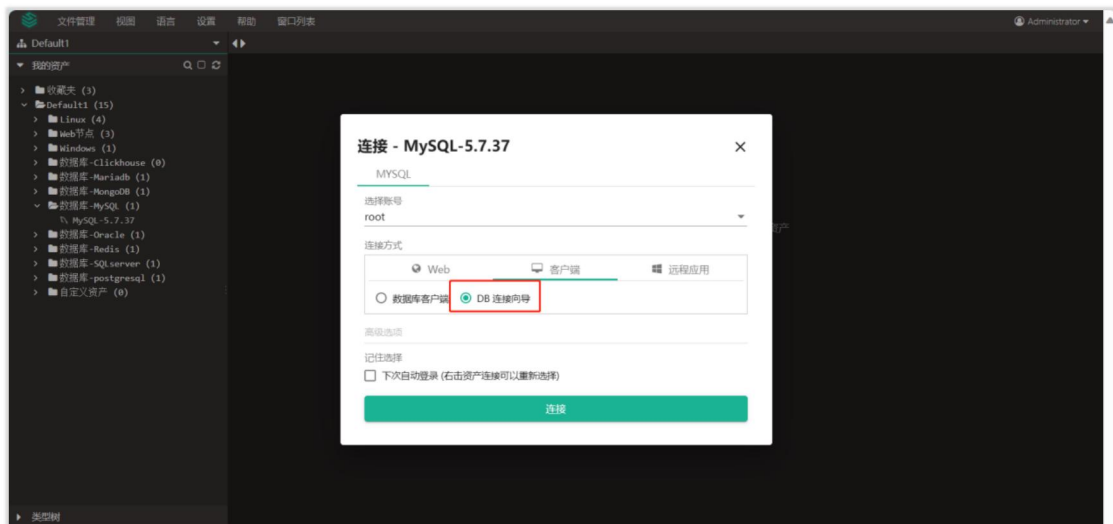 文件管理 视图 语言 设置 帮助 窗口列表 Administrator
Default1
我的资产
收藏夹 (3)
Default1 (15)
Linux (4)
Web节点 (3)
Windows (1)
数据库-Clickhouse (0)
数据库-Mariadb (1)
数据库-MongoDB (1)
数据库-MySQL (1)
MySQL-5.7.37
数据库-Oracle (1)
数据库-Redis (1)
数据库-SQLserver (1)
数据库-postgresql (1)
自定义资产 (0)
类型树
连接 - MySQL-5.7.37
MYSQL
选择账号
root
连接方式
Web 客户端 远程应用
数据库客户端 DB 连接向导
高级选项
记住选择
下次自动登录 (右击资产连接可以重新选择)
连接
资产